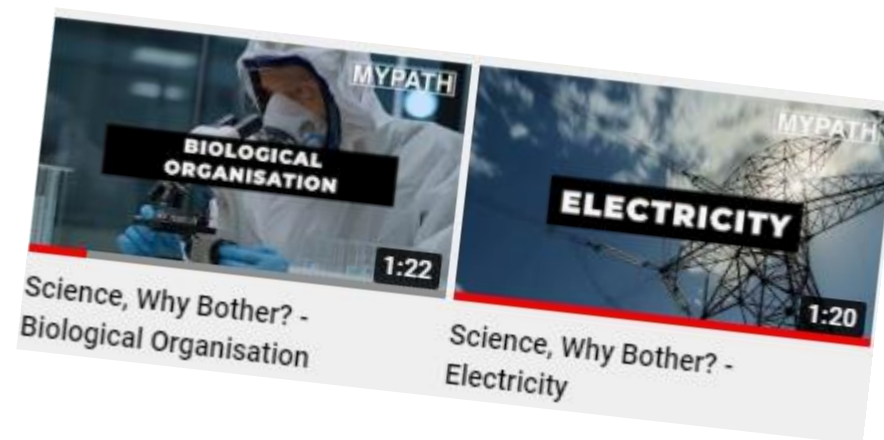 MYPATH
BIOLOGICAL
ORGANISATION
1:22
Science, Why Bother? -
Biological Organisation
MYPATH
ELECTRICITY
1:20
Science, Why Bother? -
Electricity